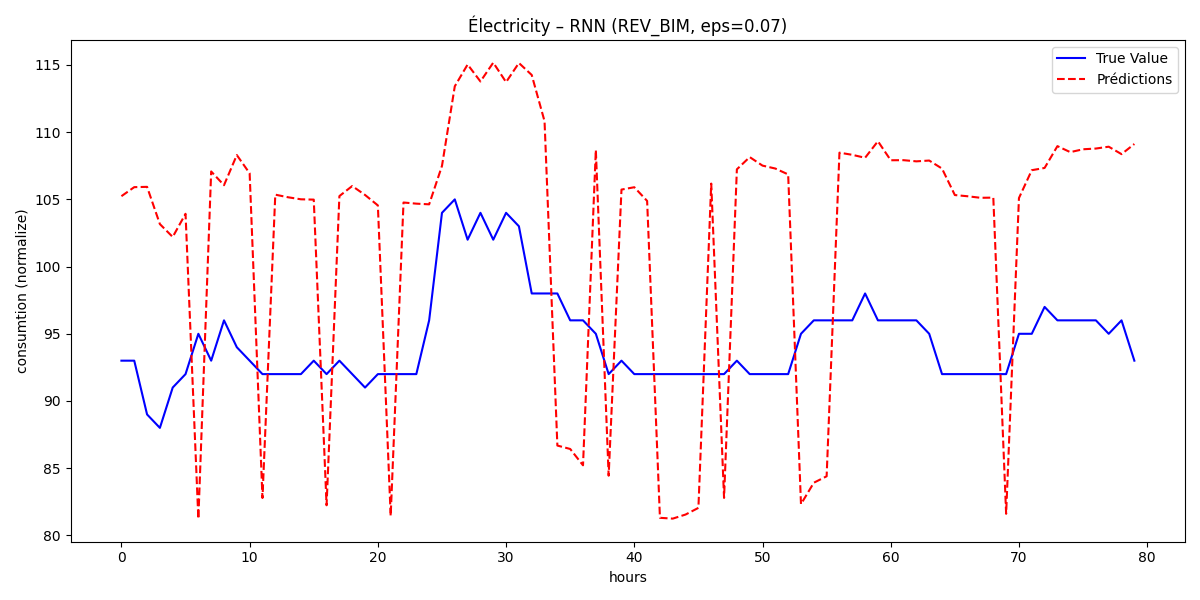 Électricity – RNN (REV_BIM, eps=0.07)
True Value
Prédictions
consumtion (normalize)
115
110
105
100
95
90
85
80
0 10 20 30 40 50 60 70 80
hours